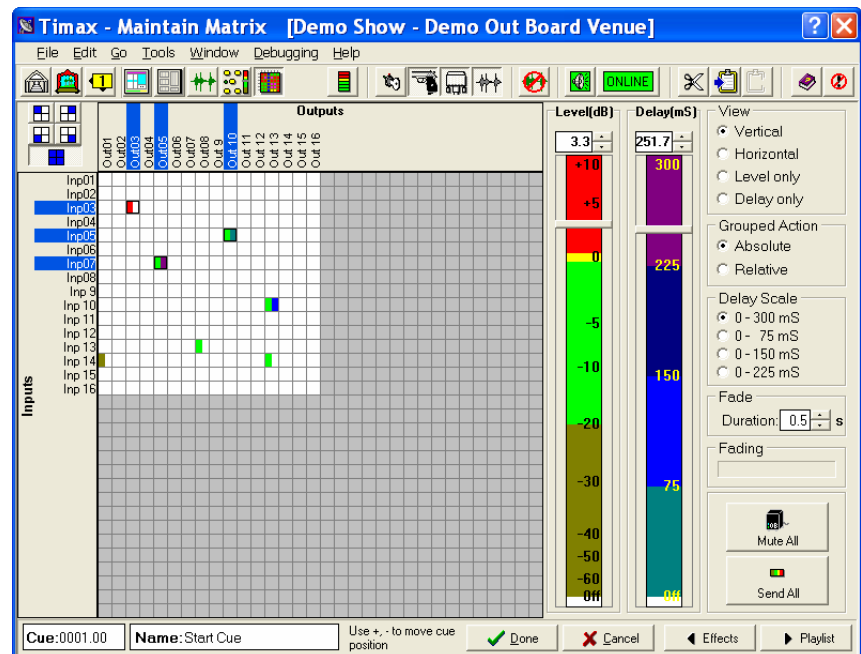 Timax - Maintain Matrix [Demo Show - Demo Out Board Venue]
File Edit Go Tools Window Debugging Help
1
ONLINE
Outputs
Out01
Out02
Out03
Out04
Out05
Out06
Out07
Out08
Out 9
Out 10
Out 11
Out 12
Out 13
Out 14
Out 15
Out 16
Inputs
Inp01
Inp02
Inp03
Inp04
Inp05
Inp06
Inp07
Inp08
Inp 9
Inp 10
Inp 11
Inp 12
Inp 13
Inp 14
Inp 15
Inp 16
Level(dB)
3.3
+10
+5
0
-5
-10
-20
-30
-40
-50
-60
Off
Delay(mS)
251.7
300
225
150
75
Off
View
Vertical
Horizontal
Level only
Delay only
Grouped Action
Absolute
Relative
Delay Scale
0 - 300 mS
0 - 75 mS
0 - 150 mS
0 - 225 mS
Fade
Duration: 0.5 s
Fading
Mute All
Send All
Cue:0001.00
Name:Start Cue
Use +, - to move cue
position
Done
Cancel
Effects
Playlist